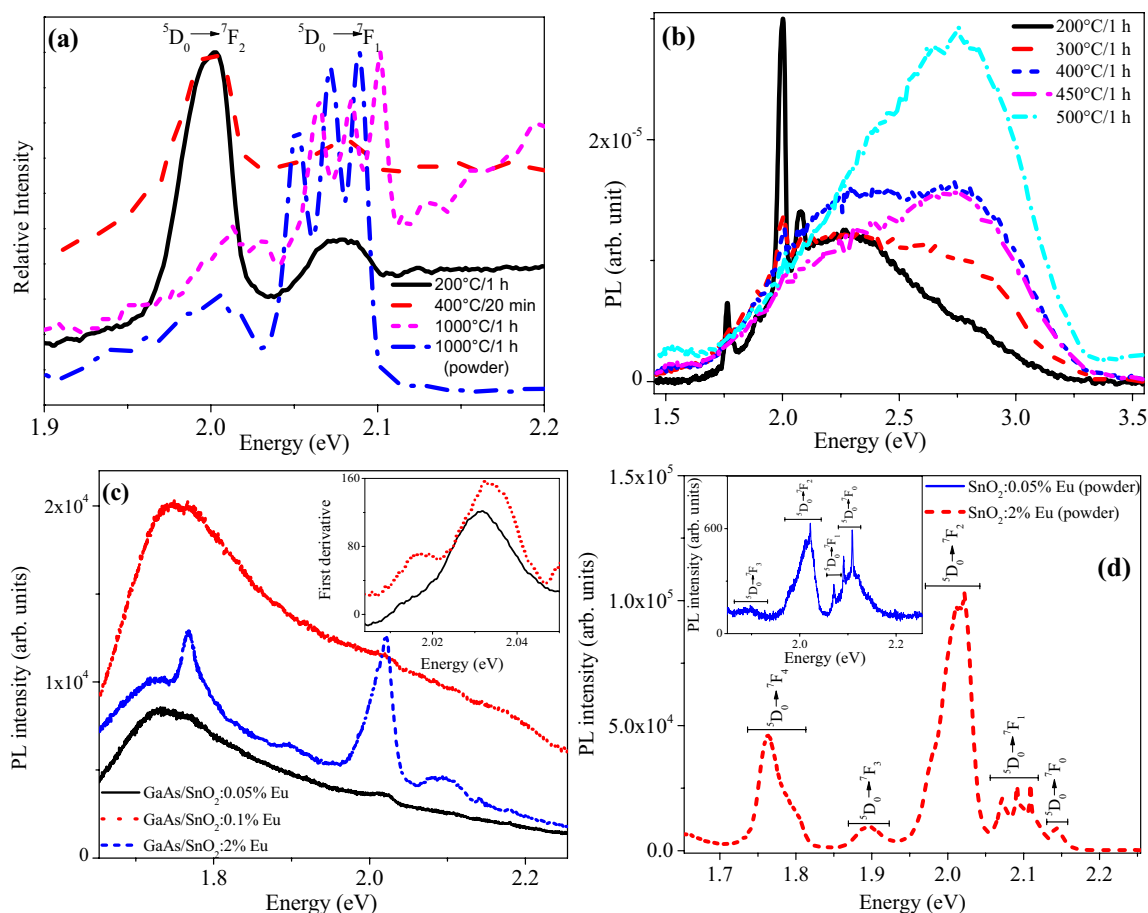 (a)
⁵D₀ → ⁷F₂
⁵D₀ → ⁷F₁
Relative Intensity
200°C/1 h
400°C/20 min
1000°C/1 h
1000°C/1 h
(powder)
1.9 2.0 2.1 2.2
Energy (eV)
(b)
200°C/1 h
300°C/1 h
400°C/1 h
450°C/1 h
500°C/1 h
PL (arb. unit)
2x10⁻⁵
0
1.5 2.0 2.5 3.0 3.5
Energy (eV)
(c)
PL intensity (arb. units)
2x10⁴
1x10⁴
0
GaAs/SnO₂:0.05% Eu
GaAs/SnO₂:0.1% Eu
GaAs/SnO₂:2% Eu
1.8 2.0 2.2
Energy (eV)
First derivative
160
80
0
2.02 2.04
Energy (eV)
(d)
SnO₂:0.05% Eu (powder)
SnO₂:2% Eu (powder)
PL intensity (arb. units)
1.5x10⁵
1.0x10⁵
5.0x10⁴
0.0
⁵D₀→⁷F₄
⁵D₀→⁷F₃
⁵D₀→⁷F₂
⁵D₀→⁷F₁
⁵D₀→⁷F₀
1.7 1.8 1.9 2.0 2.1 2.2
Energy (eV)
PL intensity (arb. units)
600
0
⁵D₀→⁷F₃
⁵D₀→⁷F₂
⁵D₀→⁷F₁
⁵D₀→⁷F₀
2.0 2.2
Energy (eV)